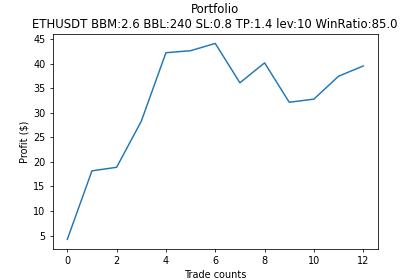 Portfolio
ETHUSDT BBM:2.6 BBL:240 SL:0.8 TP:1.4 lev:10 WinRatio:85.0
45
40
35
30
25
20
15
10
5
Profit ($)
0 2 4 6 8 10 12
Trade counts